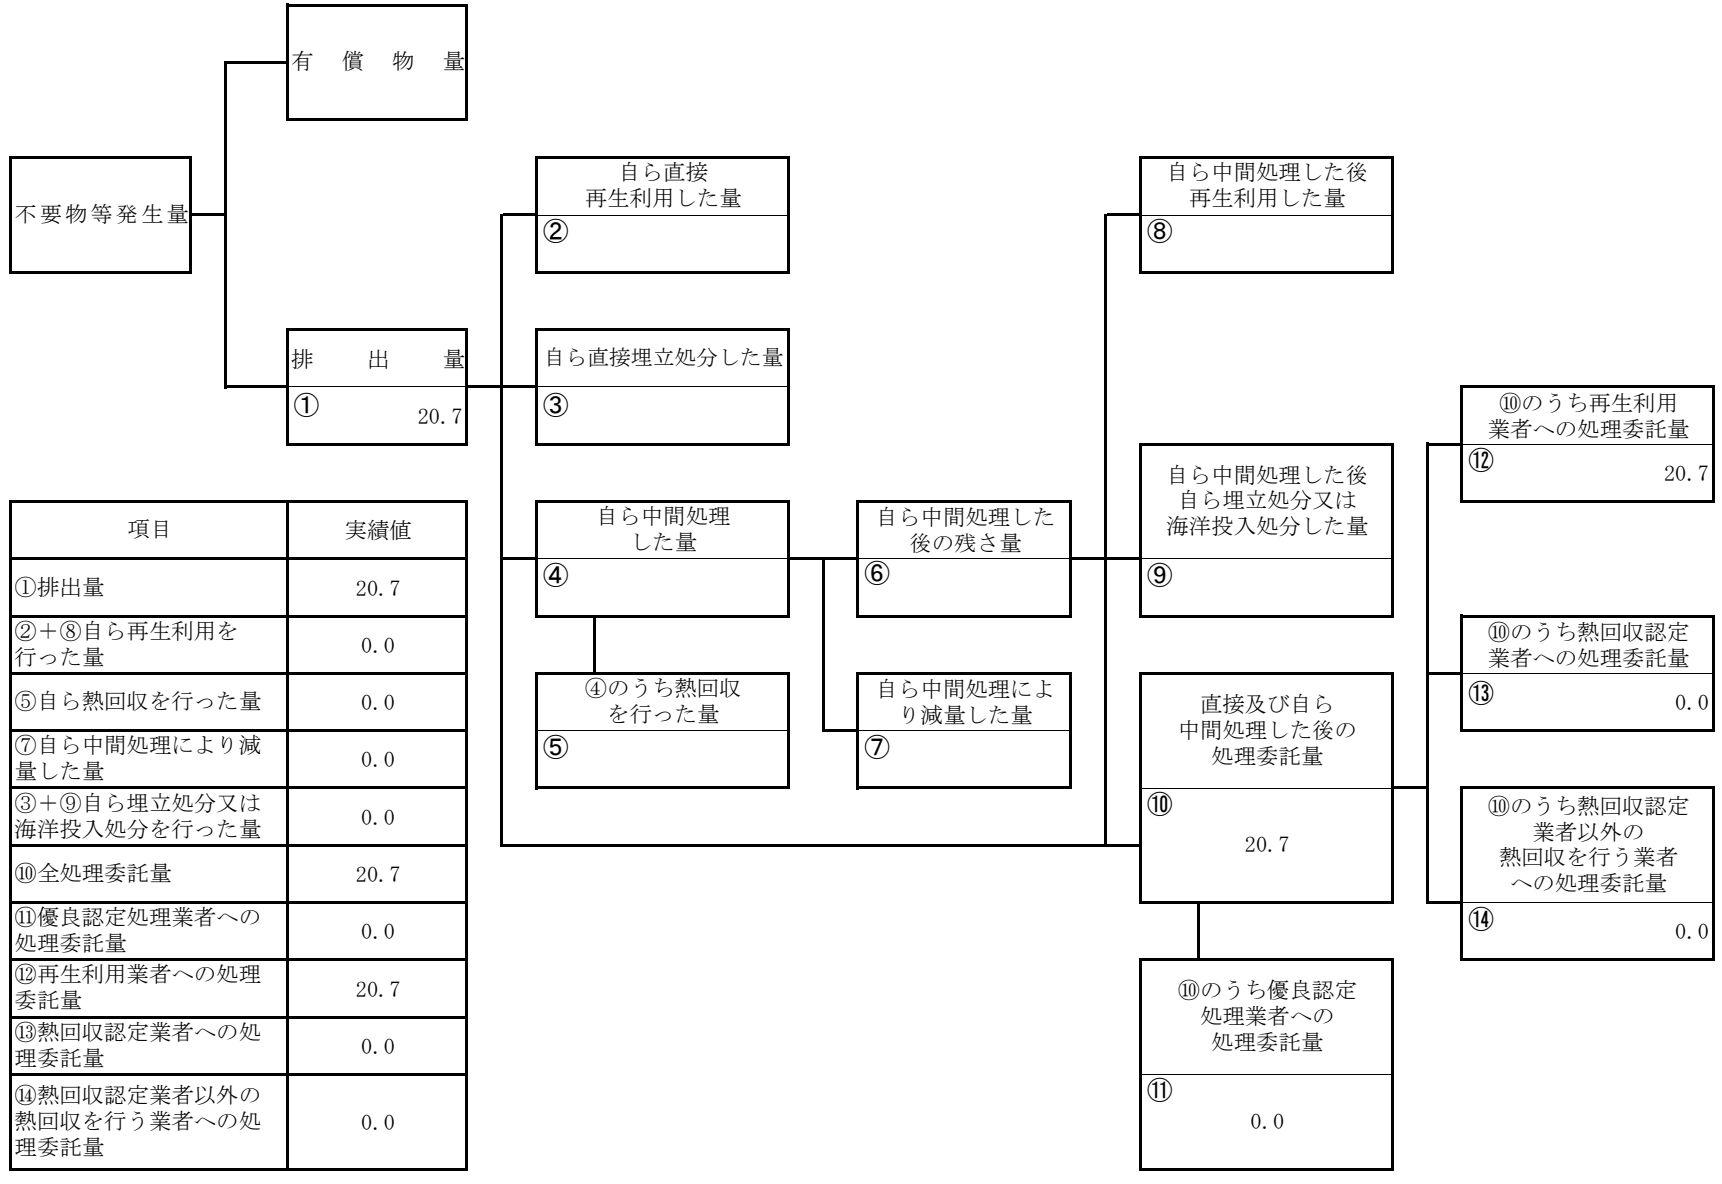 有償物量
不要物等発生量
排出量
①
20.7
自ら直接
再生利用した量
②
自ら直接埋立処分した量
③
自ら中間処理
した量
④
④のうち熱回収
を行った量
⑤
自ら中間処理した
後の残さ量
⑥
自ら中間処理によ
り減量した量
⑦
自ら中間処理した後
再生利用した量
⑧
自ら中間処理した後
自ら埋立処分又は
海洋投入処分した量
⑨
直接及び自ら
中間処理した後の
処理委託量
⑩
20.7
⑩のうち優良認定
処理業者への
処理委託量
⑪
0.0
⑩のうち再生利用
業者への処理委託量
⑫
20.7
⑩のうち熱回収認定
業者への処理委託量
⑬
0.0
⑩のうち熱回収認定
業者以外の
熱回収を行う業者
への処理委託量
⑭
0.0
項目 実績値
①排出量 20.7
②＋⑧自ら再生利用を
行った量 0.0
⑤自ら熱回収を行った量 0.0
⑦自ら中間処理により減
量した量 0.0
③＋⑨自ら埋立処分又は
海洋投入処分を行った量 0.0
⑩全処理委託量 20.7
⑪優良認定処理業者への
処理委託量 0.0
⑫再生利用業者への処理
委託量 20.7
⑬熱回収認定業者への処
理委託量 0.0
⑭熱回収認定業者以外の
熱回収を行う業者への処
理委託量 0.0